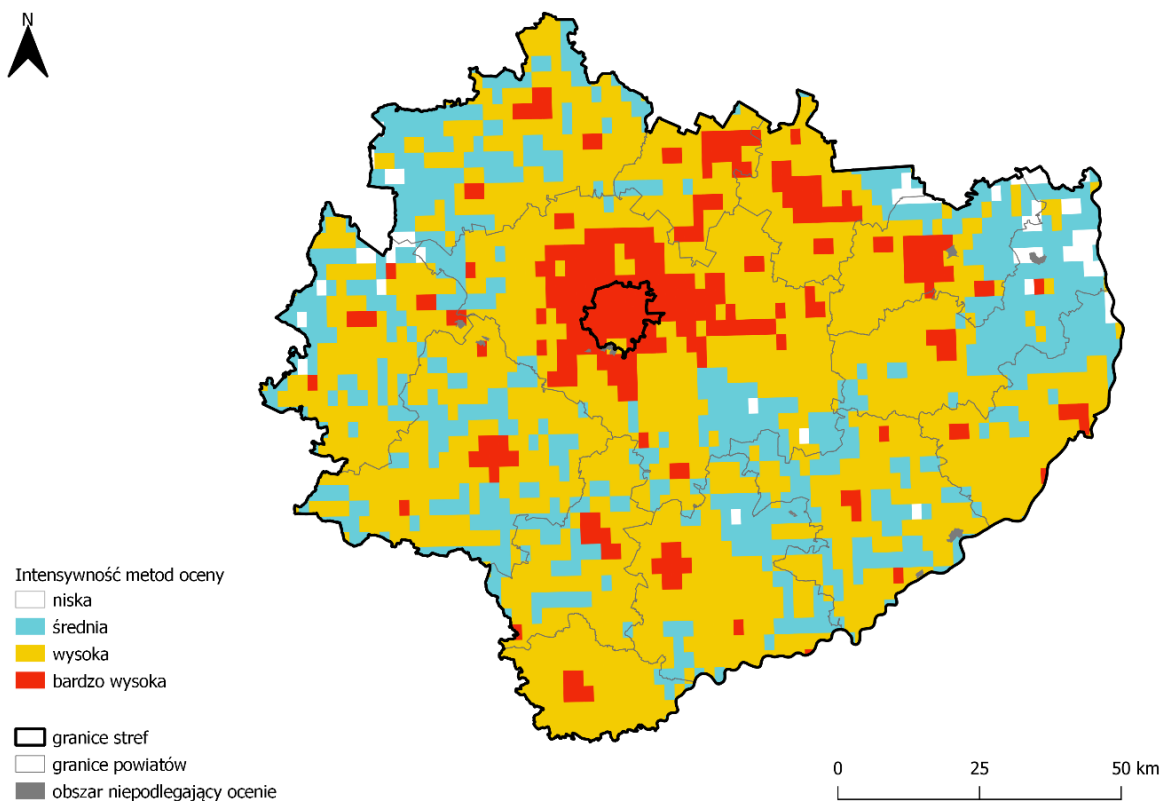 N
Intensywność metod oceny
niska
średnia
wysoka
bardzo wysoka
granice stref
granice powiatów
obszar niepodlegający ocenie
0 25 50 km